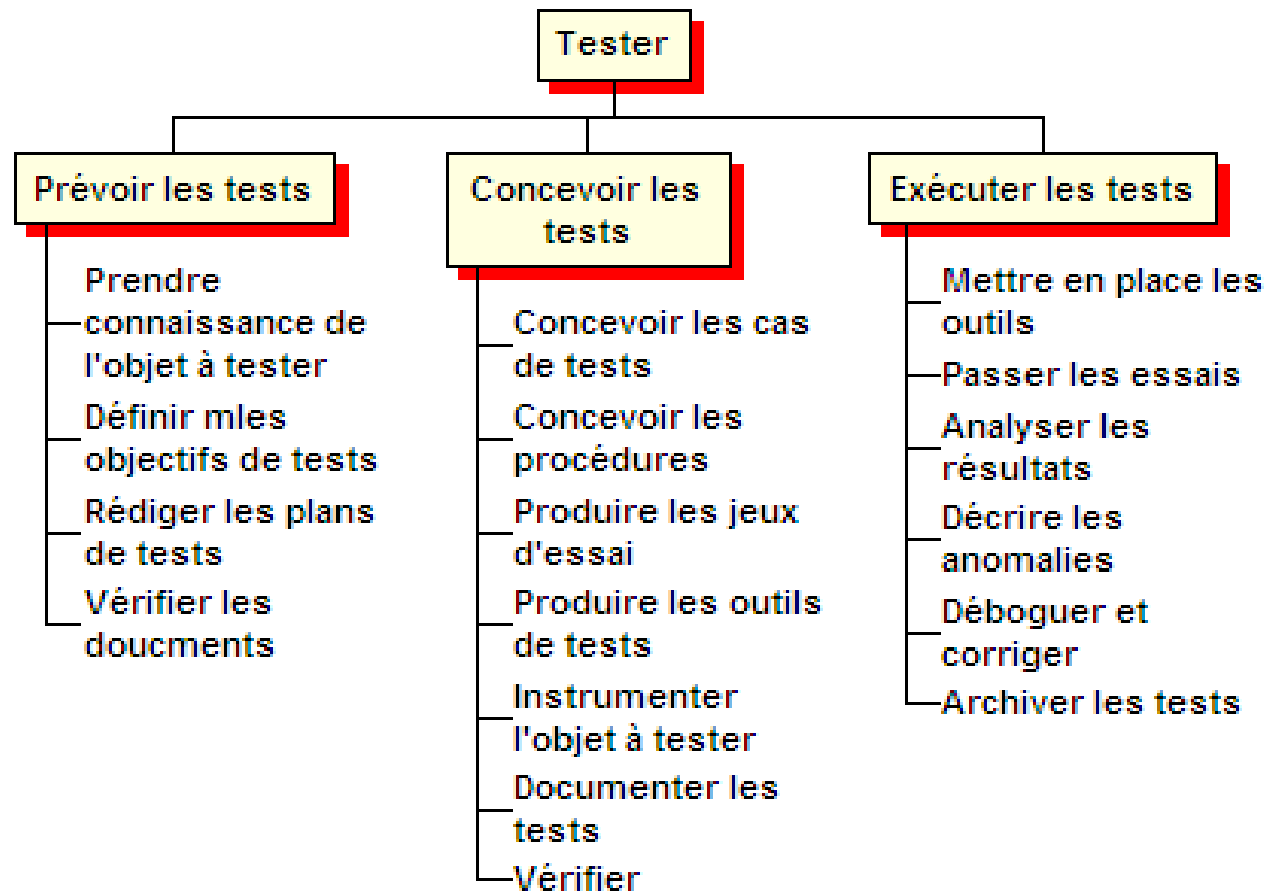 Tester
Prévoir les tests
Prendre
connaissance de
l'objet à tester
Définir mles
objectifs de tests
Rédiger les plans
de tests
Vérifier les
doucments
Concevoir les
tests
Concevoir les cas
de tests
Concevoir les
procédures
Produire les jeux
d'essai
Produire les outils
de tests
Instrumenter
l'objet à tester
Documenter les
tests
Vérifier
Exécuter les tests
Mettre en place les
outils
Passer les essais
Analyser les
résultats
Décrire les
anomalies
Déboguer et
corriger
Archiver les tests